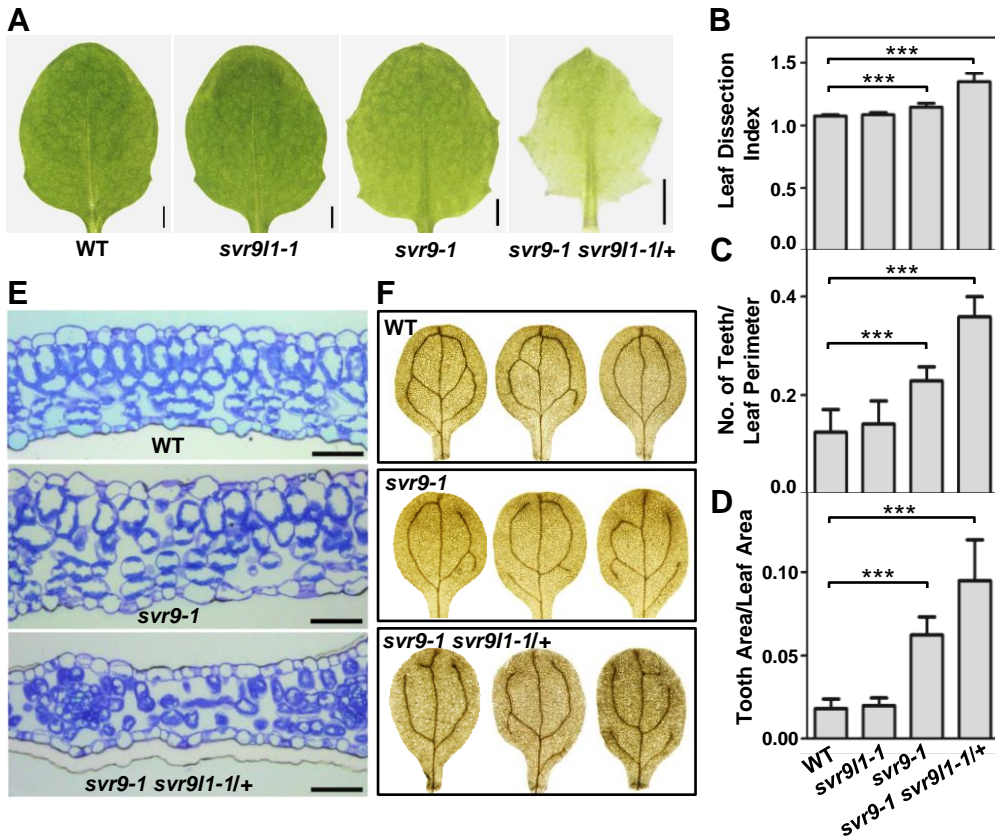 A
WT
svr9l1-1
svr9-1
svr9-1 svr9l1-1/+
B
Leaf Dissection
Index
1.5
1.0
0.5
0.0
***
***
C
No. of Teeth/
Leaf Perimeter
0.4
0.2
0.0
***
***
D
Tooth Area/Leaf Area
0.10
0.05
0.00
***
***
WT
svr9l1-1
svr9-1
svr9-1 svr9l1-1/+
E
WT
svr9-1
svr9-1 svr9l1-1/+
F
WT
svr9-1
svr9-1 svr9l1-1/+